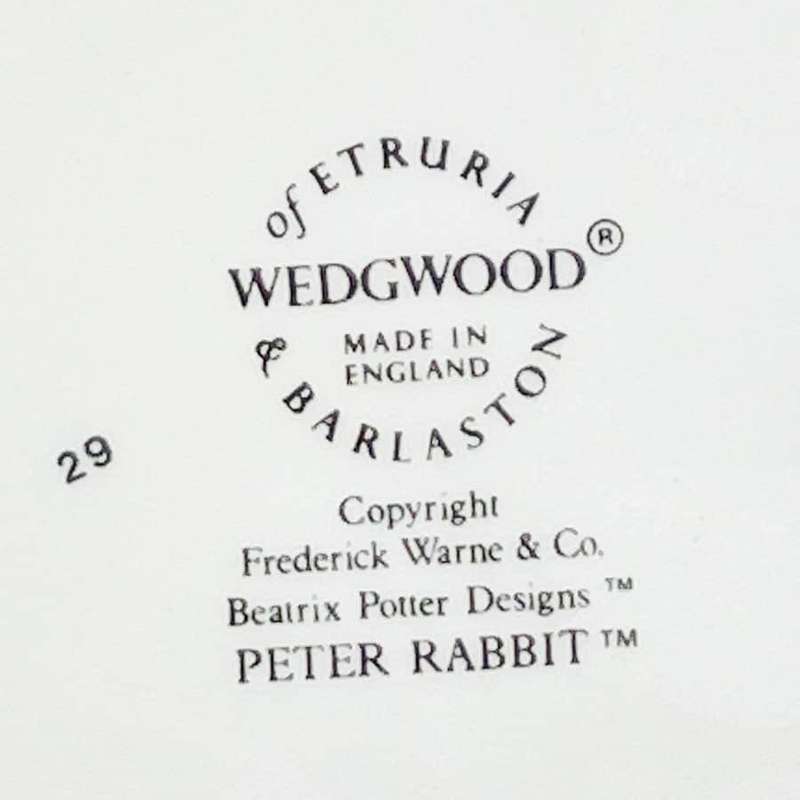 of ETRURIA
WEDGWOOD®
MADE IN
ENGLAND
& BARLASTON
29
Copyright
Frederick Warne & Co.
Beatrix Potter Designs ™
PETER RABBIT ™